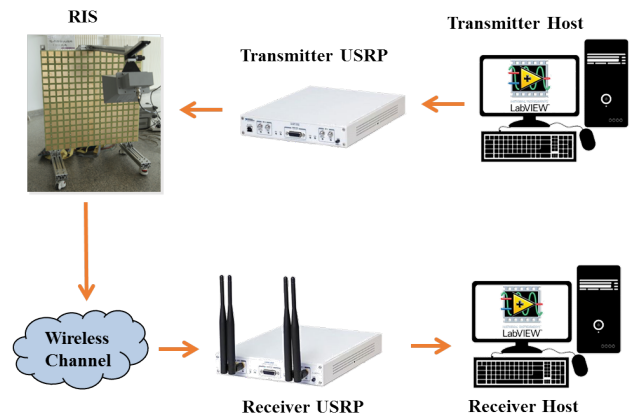 RIS
Transmitter USRP
Transmitter Host
LabVIEW
Wireless
Channel
LabVIEW
Receiver USRP
Receiver Host